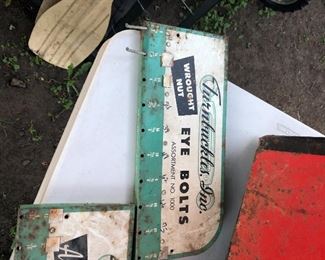 Turnbuckles, Inc.
WROUGHT
NUT
EYE BOLTS
ASSORTMENT NO. 1000
A